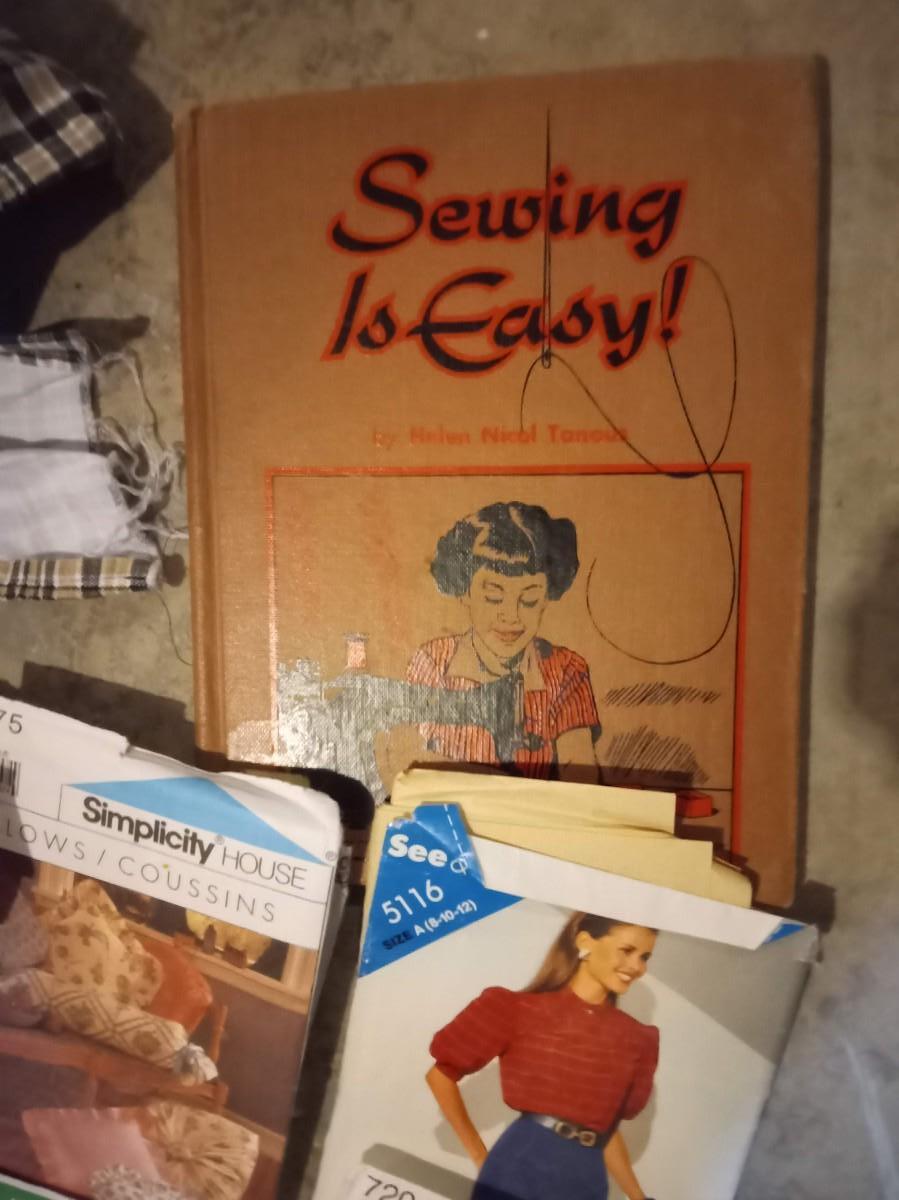 Sewing
Is Easy!
by Helen Nicol Tanous
75
Simplicity HOUSE ®
LOWS / COUSSINS
See &
5116
SIZE A (8-10-12)
720